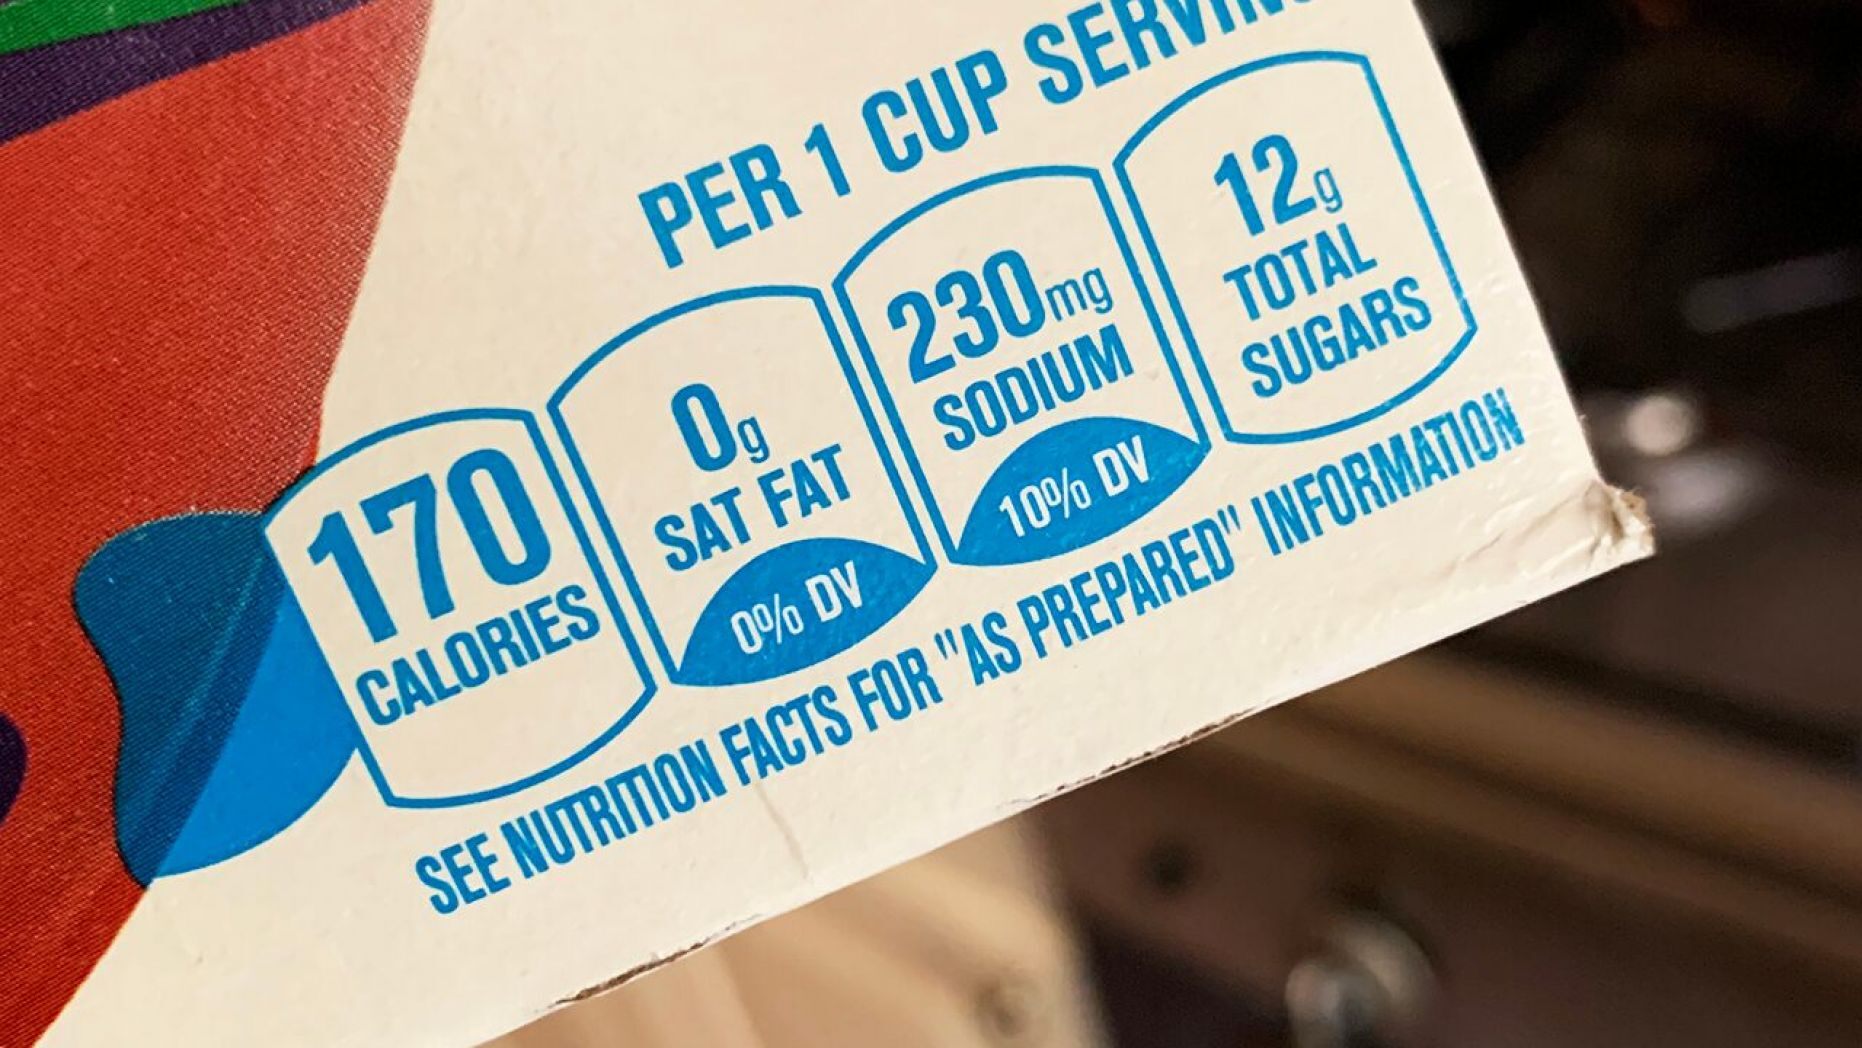 PER 1 CUP
170
CALORIES
0g
SAT FAT
0% DV
230mg
SODIUM
10% DV
12g
TOTAL
SUGARS
SEE NUTRITION FACTS FOR "AS PREPARED" INFORMATION